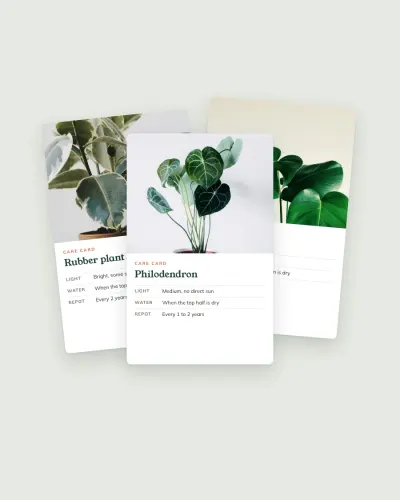 CARE CARD
Rubber plant
LIGHT Bright, some
WATER When the top
REPOT Every 2 years
CARE CARD
Philodendron
LIGHT Medium, no direct sun
WATER When the top half is dry
REPOT Every 1 to 2 years
is dry